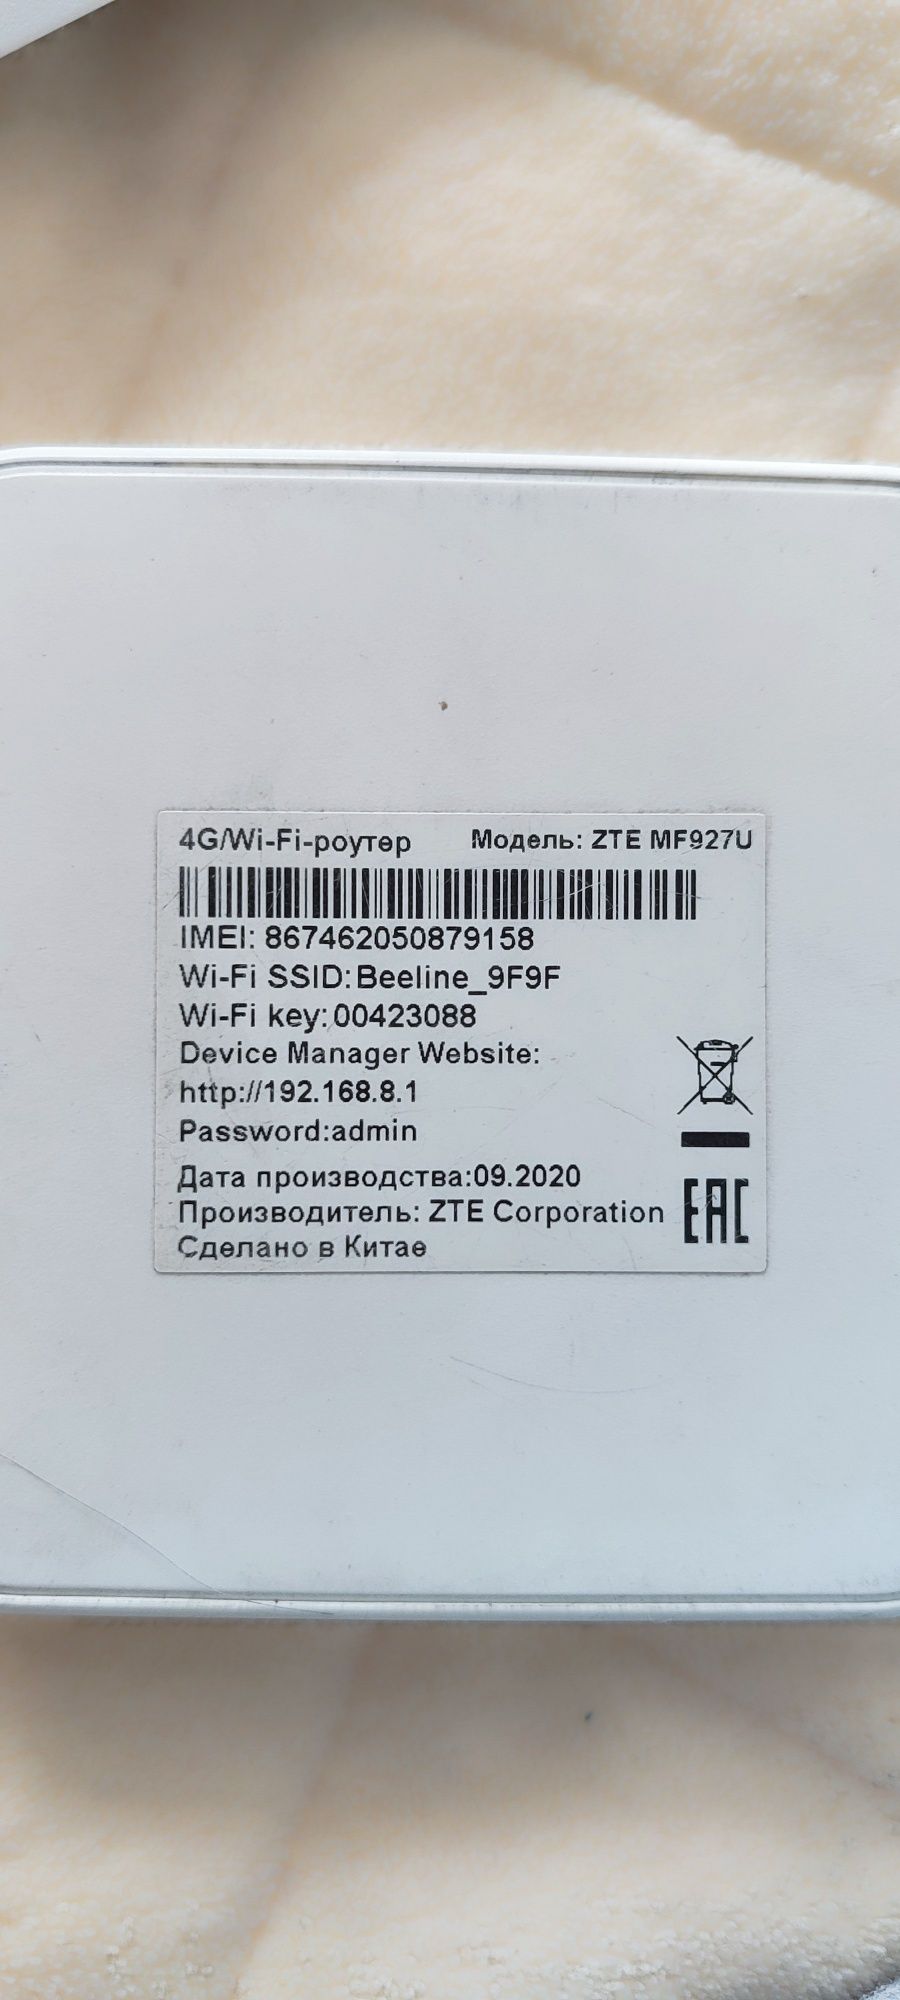 4G/Wi-Fi-роутер Модель: ZTE MF927U
IMEI: 867462050879158
Wi-Fi SSID:Beeline_9F9F
Wi-Fi key:00423088
Device Manager Website:
http://192.168.8.1
Password:admin
Дата производства:09.2020
Производитель: ZTE Corporation
Сделано в Китае
EAC